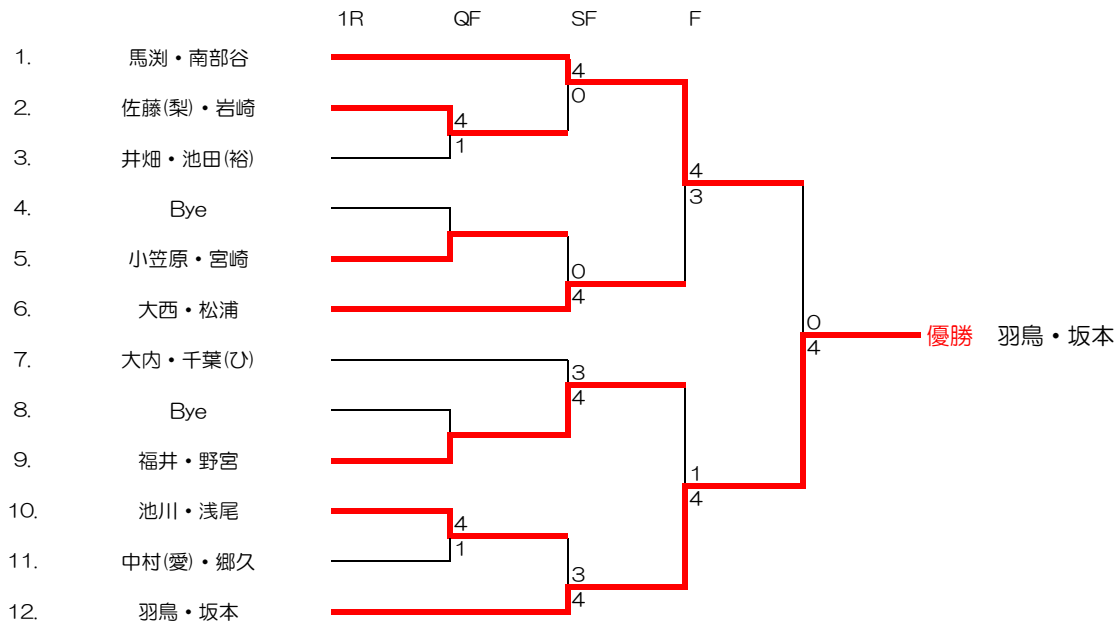 1R QF SF F
1. 馬渕・南部谷
4
2. 佐藤(梨)・岩崎
0
4
1
3. 井畑・池田(裕)
4
3
4. Bye
5. 小笠原・宮崎
0
4
6. 大西・松浦
0
4
優勝 羽鳥・坂本
7. 大内・千葉(ひ)
3
4
8. Bye
9. 福井・野宮
1
4
10. 池川・浅尾
4
1
11. 中村(愛)・郷久
3
4
12. 羽鳥・坂本